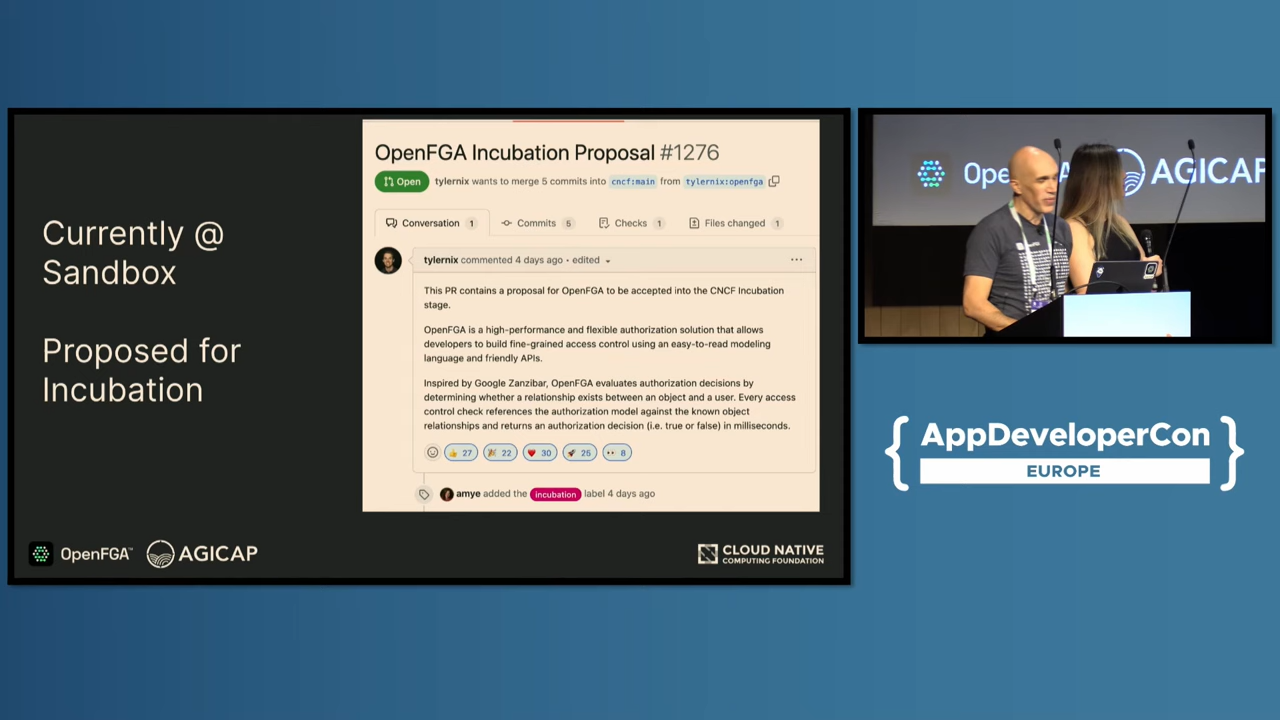 Currently @
Sandbox
Proposed for
Incubation
OpenFGA Incubation Proposal #1276
Open
tylernix wants to merge 5 commits into cncf:main from tylernix:openfga
Conversation 1
Commits 5
Checks 1
Files changed 1
tylernix commented 4 days ago • edited
This PR contains a proposal for OpenFGA to be accepted into the CNCF Incubation
stage.
OpenFGA is a high-performance and flexible authorization solution that allows
developers to build fine-grained access control using an easy-to-read modeling
language and friendly APIs.
Inspired by Google Zanzibar, OpenFGA evaluates authorization decisions by
determining whether a relationship exists between an object and a user. Every access
control check references the authorization model against the known object
relationships and returns an authorization decision (i.e. true or false) in milliseconds.
27 22 30 25 8
amye added the incubation label 4 days ago
OpenFGA™ AGICAP
CLOUD NATIVE
COMPUTING FOUNDATION
Ope A AGICAP
{ AppDeveloperCon }
EUROPE